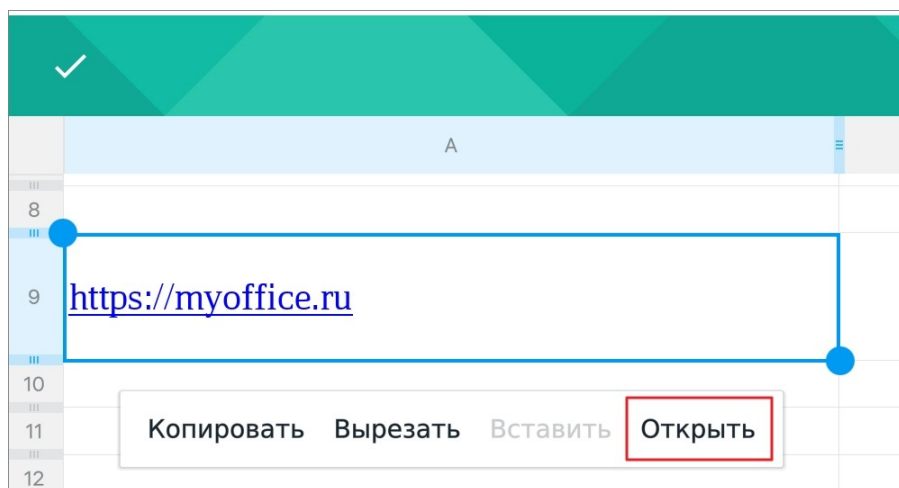 A
8
9 https://myoffice.ru
10
11 Копировать Вырезать Вставить Открыть
12